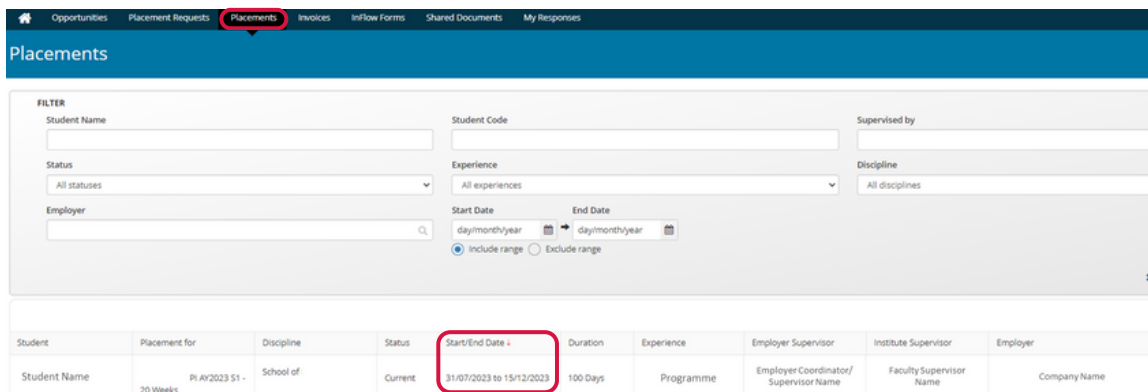 Opportunities Placement Requests Placements Invoices InFlow Forms Shared Documents My Responses
Placements
FILTER
Student Name Student Code Supervised by
Status Experience Discipline
All statuses All experiences All disciplines
Employer Start Date End Date
day/month/year day/month/year
Include range Exclude range
Student Placement for Discipline Status Start/End Date Duration Experience Employer Supervisor Institute Supervisor Employer
Student Name PI AY2023 S1 - 20 Weeks School of Current 31/07/2023 to 15/12/2023 100 Days Programme Employer Coordinator/ Supervisor Name Faculty Supervisor Name Company Name